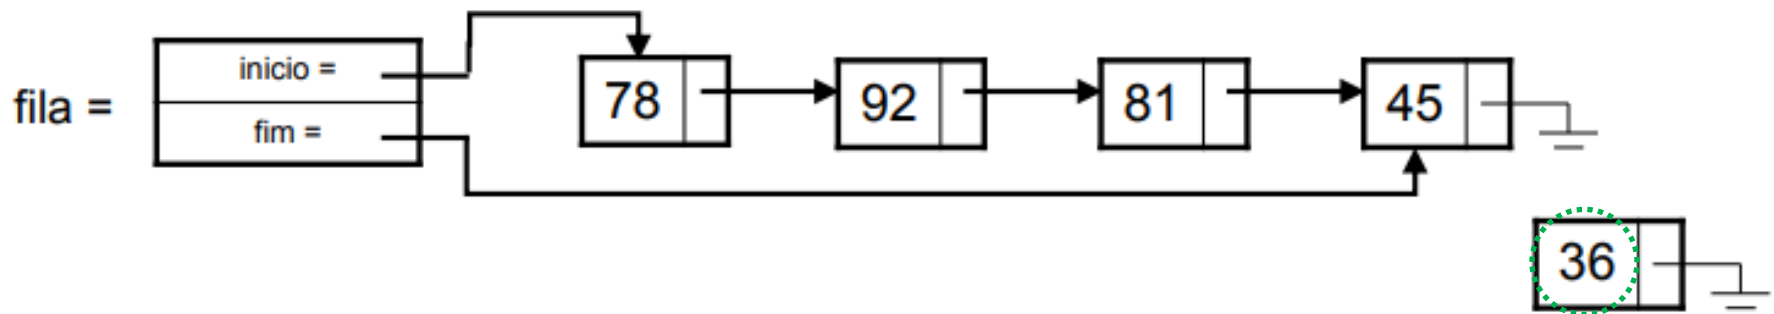 fila =
inicio =
fim =
78
92
81
45
36